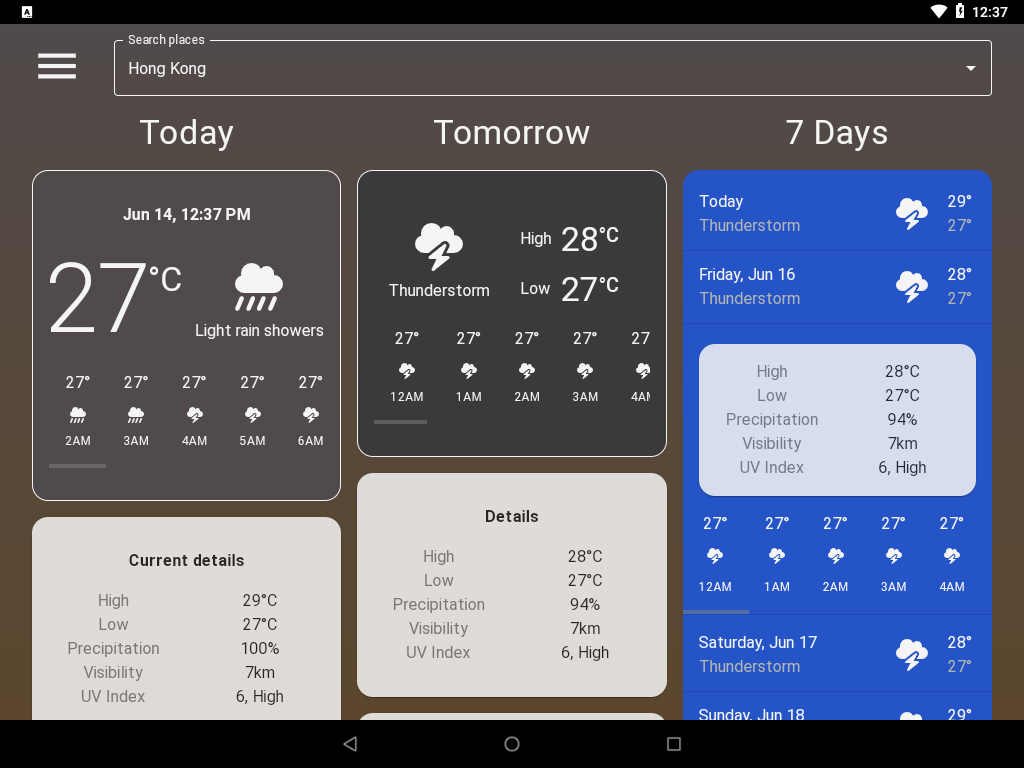 12:37
Search places
Hong Kong
Today
Tomorrow
7 Days
Jun 14, 12:37 PM
27°C
Light rain showers
27° 27° 27° 27° 27°
2AM 3AM 4AM 5AM 6AM
Current details
High 29°C
Low 27°C
Precipitation 100%
Visibility 7km
UV Index 6, High
Thunderstorm
High 28°C
Low 27°C
27° 27° 27° 27° 27
12AM 1AM 2AM 3AM 4AM
Details
High 28°C
Low 27°C
Precipitation 94%
Visibility 7km
UV Index 6, High
Today 29°
Thunderstorm 27°
Friday, Jun 16 28°
Thunderstorm 27°
High 28°C
Low 27°C
Precipitation 94%
Visibility 7km
UV Index 6, High
27° 27° 27° 27° 27°
12AM 1AM 2AM 3AM 4AM
Saturday, Jun 17 28°
Thunderstorm 27°
Sunday, Jun 18 29°